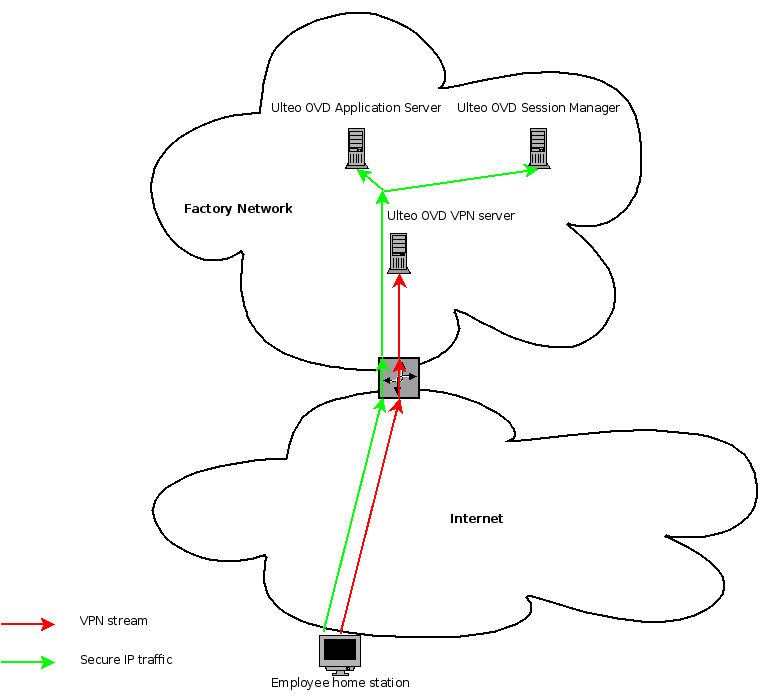 Ulteo OVD Application Server
Ulteo OVD Session Manager
Factory Network
Ulteo OVD VPN server
Internet
VPN stream
Secure IP traffic
Employee home station